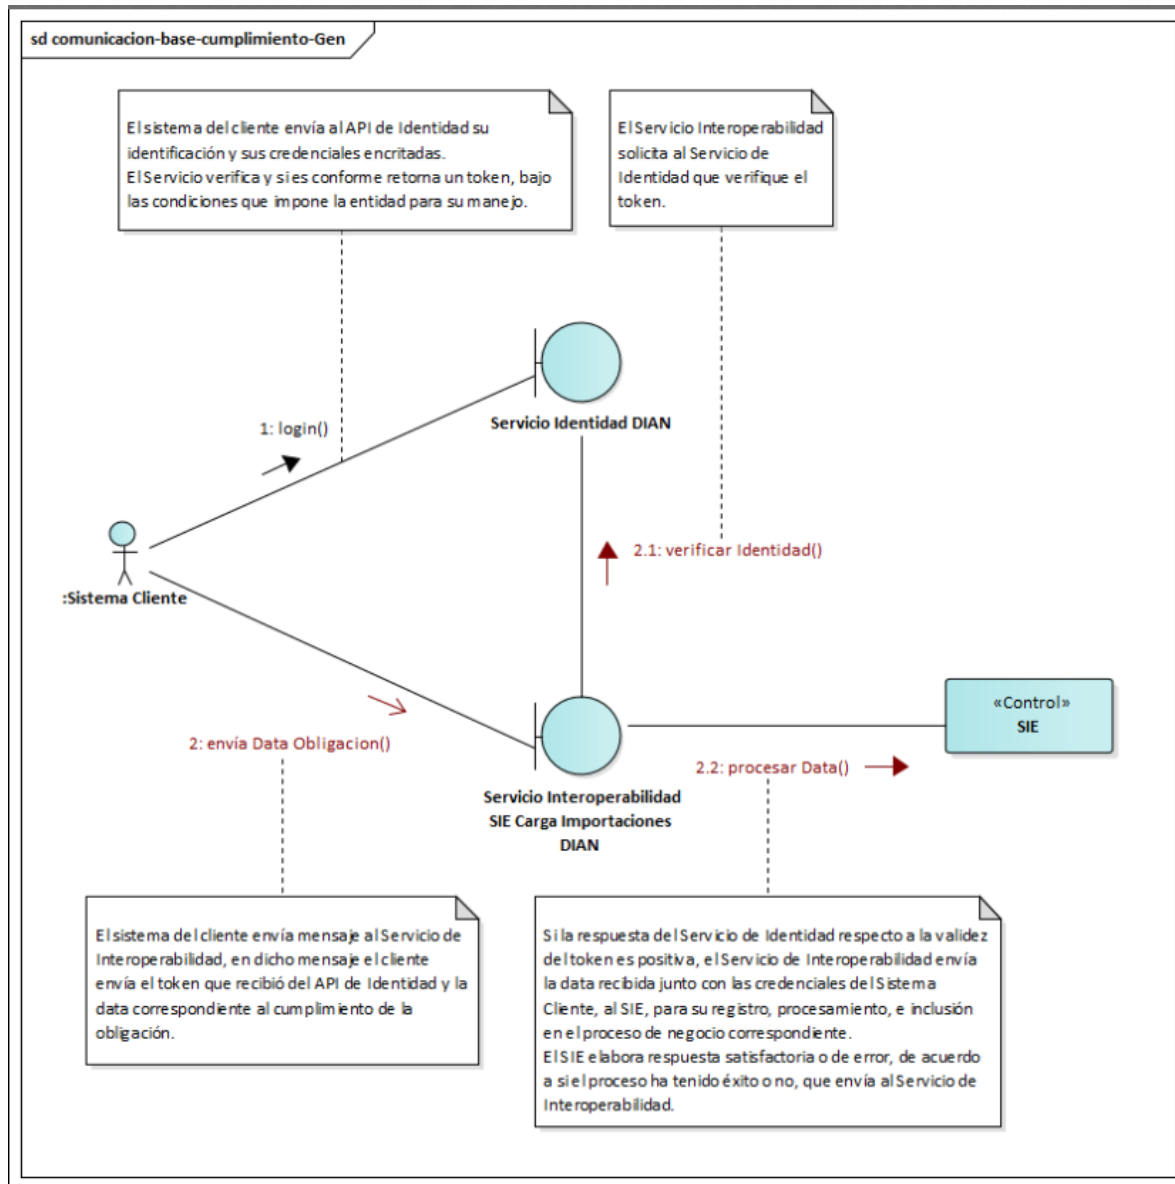 sd comunicacion-base-cumplimiento-Gen
El sistema del cliente envía al API de Identidad su
identificación y sus credenciales encritadas.
El Servicio verifica y si es conforme retorna un token, bajo
las condiciones que impone la entidad para su manejo.
El Servicio Interoperabilidad
solicita al Servicio de
Identidad que verifique el
token.
1: login()
Servicio Identidad DIAN
2.1: verificar Identidad()
:Sistema Cliente
«Control»
SIE
2: envía Data Obligacion()
2.2: procesar Data()
Servicio Interoperabilidad
SIE Carga Importaciones
DIAN
El sistema del cliente envía mensaje al Servicio de
Interoperabilidad, en dicho mensaje el cliente
envía el token que recibió del API de Identidad y la
data correspondiente al cumplimiento de la
obligación.
Si la respuesta del Servicio de Identidad respecto a la validez
del token es positiva, el Servicio de Interoperabilidad envía
la data recibida junto con las credenciales del Sistema
Cliente, al SIE, para su registro, procesamiento, e inclusión
en el proceso de negocio correspondiente.
El SIE elabora respuesta satisfactoria o de error, de acuerdo
a si el proceso ha tenido éxito o no, que envía al Servicio de
Interoperabilidad.